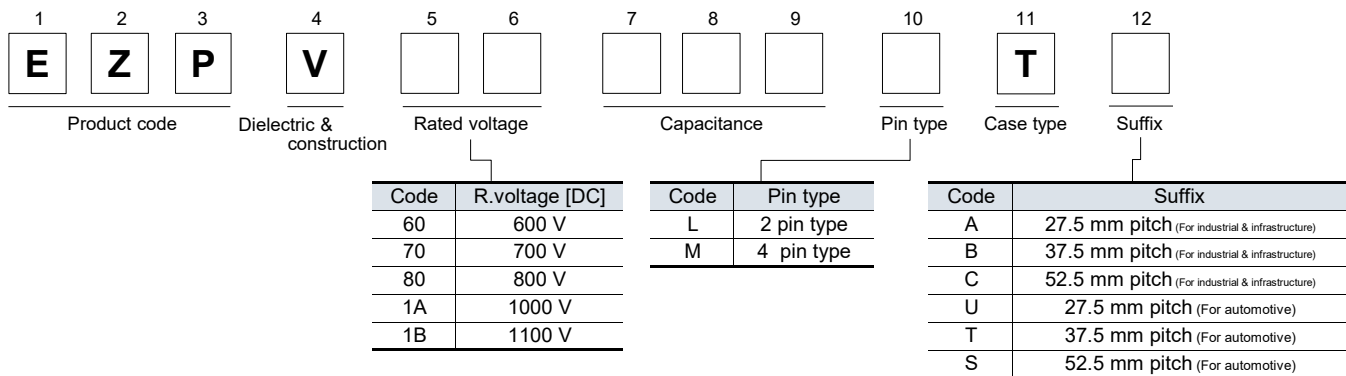 1 2 3 4 5 6 7 8 9 10 11 12
E Z P V T
Product code Dielectric & construction Rated voltage Capacitance Pin type Case type Suffix
Code R.voltage [DC]
60 600 V
70 700 V
80 800 V
1A 1000 V
1B 1100 V
Code Pin type
L 2 pin type
M 4 pin type
Code Suffix
A 27.5 mm pitch (For industrial & infrastructure)
B 37.5 mm pitch (For industrial & infrastructure)
C 52.5 mm pitch (For industrial & infrastructure)
U 27.5 mm pitch (For automotive)
T 37.5 mm pitch (For automotive)
S 52.5 mm pitch (For automotive)